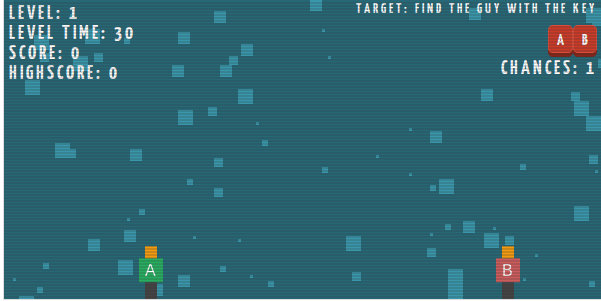 LEVEL: 1
LEVEL TIME: 30
SCORE: 0
HIGHSCORE: 0
TARGET: FIND THE GUY WITH THE KEY
A B
CHANCES: 1
A
B